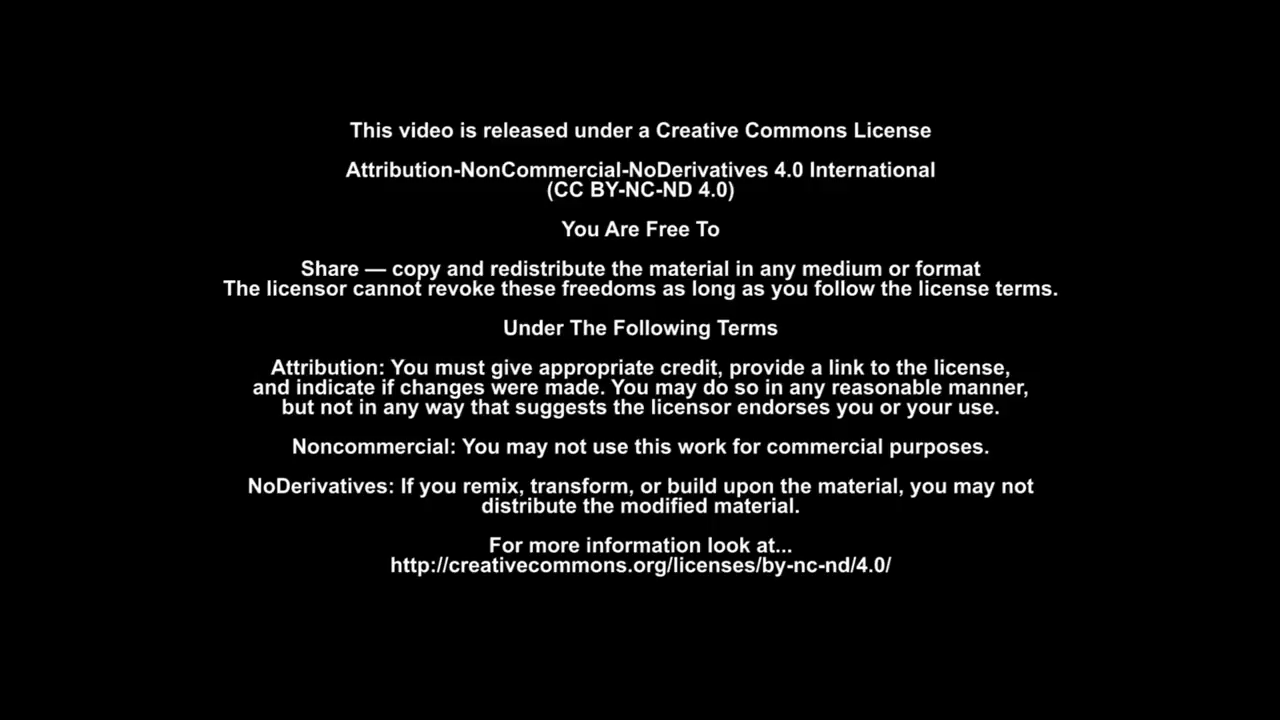 This video is released under a Creative Commons License
Attribution-NonCommercial-NoDerivatives 4.0 International
(CC BY-NC-ND 4.0)
You Are Free To
Share — copy and redistribute the material in any medium or format
The licensor cannot revoke these freedoms as long as you follow the license terms.
Under The Following Terms
Attribution: You must give appropriate credit, provide a link to the license,
and indicate if changes were made. You may do so in any reasonable manner,
but not in any way that suggests the licensor endorses you or your use.
Noncommercial: You may not use this work for commercial purposes.
NoDerivatives: If you remix, transform, or build upon the material, you may not
distribute the modified material.
For more information look at...
http://creativecommons.org/licenses/by-nc-nd/4.0/